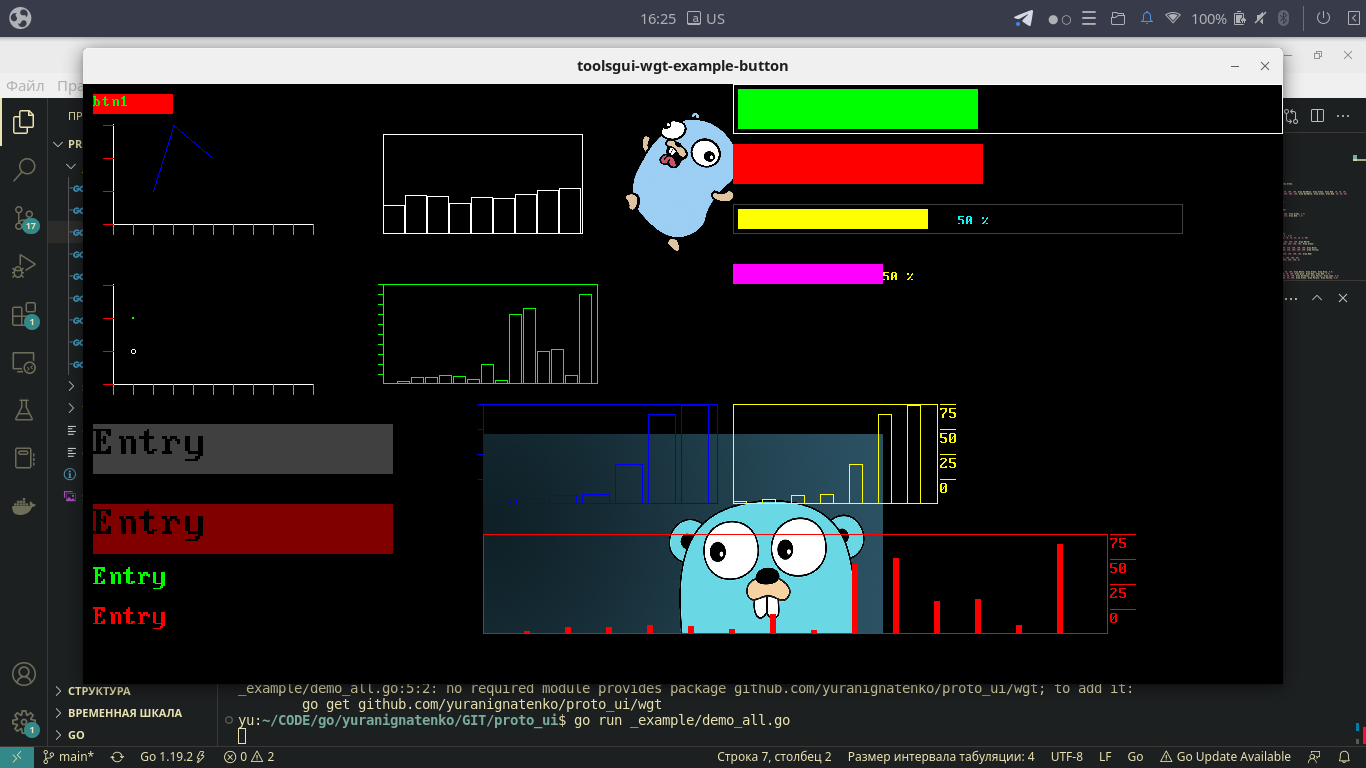 16:25 a US 100%
toolsgui-wgt-example-button
Файл
btn1
50 %
50 %
17
1
75
50
25
0
Entry
Entry
Entry
Entry
75
50
25
0
СТРУКТУРА
ВРЕМЕННАЯ ШКАЛА
GO
1
_example/demo_all.go:5:2: no required module provides package github.com/yuranignatenko/proto_ui/wgt; to add it:
go get github.com/yuranignatenko/proto_ui/wgt
yu:~/CODE/go/yuranignatenko/GIT/proto_ui$ go run _example/demo_all.go
main* Go 1.19.2 0 2 Строка 7, столбец 2 Размер интервала табуляции: 4 UTF-8 LF Go Go Update Available